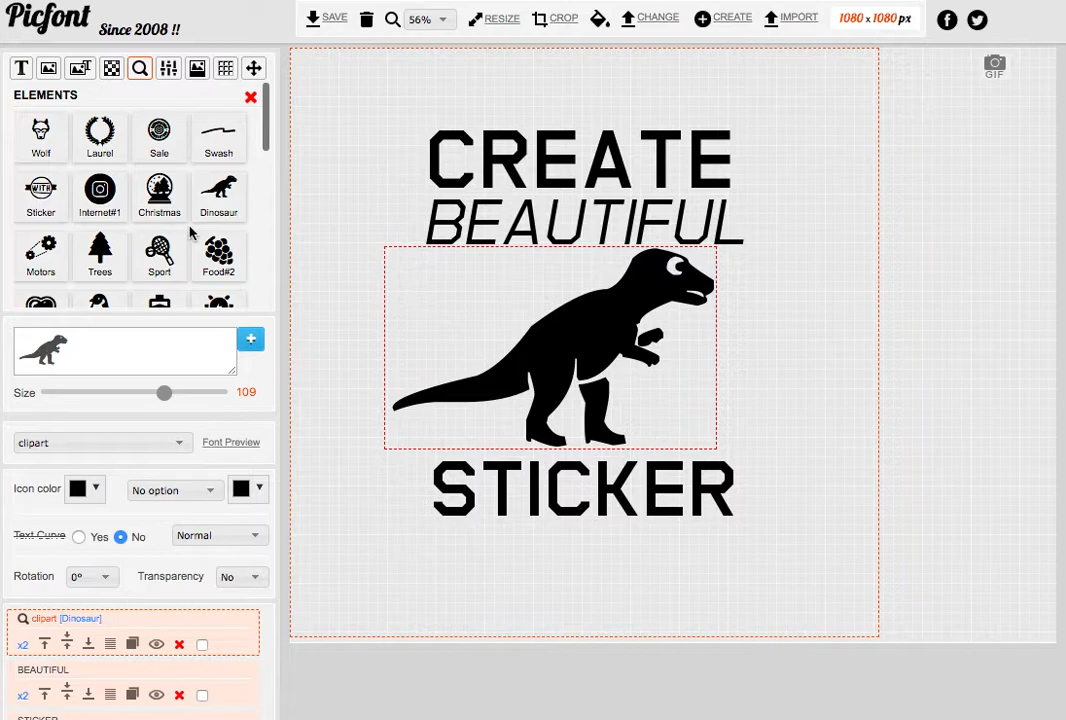 Picfont
Since 2008 !!
SAVE
56%
RESIZE
CROP
CHANGE
CREATE
IMPORT
1080 x 1080 px
GIF
T
T
ELEMENTS
Wolf
Laurel
Sale
Swash
WITH
Sticker
Internet#1
Christmas
Dinosaur
Motors
Trees
Sport
Food#2
Size
109
clipart
Font Preview
Icon color
No option
Text Curve
Yes
No
Normal
Rotation
0°
Transparency
No
clipart [Dinosaur]
x2
BEAUTIFUL
x2
STICKER
CREATE
BEAUTIFUL
STICKER